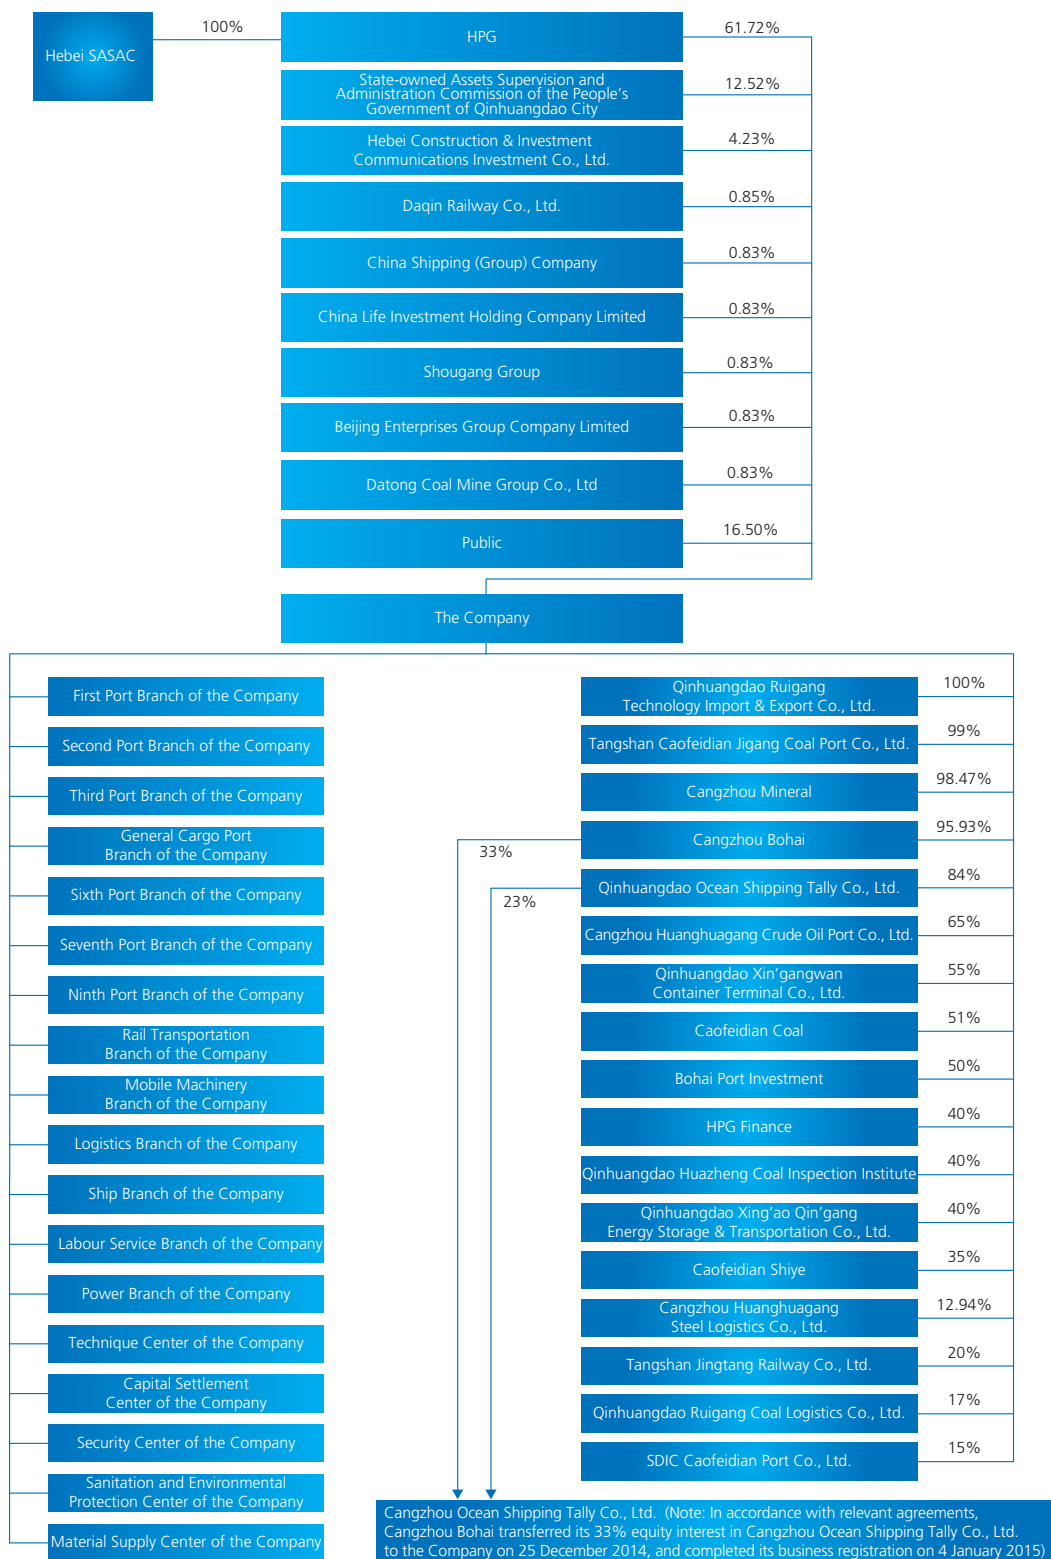 Hebei SASAC
100%
HPG
61.72%
State-owned Assets Supervision and
Administration Commission of the People's
Government of Qinhuangdao City
12.52%
Hebei Construction & Investment
Communications Investment Co., Ltd.
4.23%
Daqin Railway Co., Ltd.
0.85%
China Shipping (Group) Company
0.83%
China Life Investment Holding Company Limited
0.83%
Shougang Group
0.83%
Beijing Enterprises Group Company Limited
0.83%
Datong Coal Mine Group Co., Ltd
0.83%
Public
16.50%
The Company
First Port Branch of the Company
Second Port Branch of the Company
Third Port Branch of the Company
General Cargo Port
Branch of the Company
Sixth Port Branch of the Company
Seventh Port Branch of the Company
Ninth Port Branch of the Company
Rail Transportation
Branch of the Company
Mobile Machinery
Branch of the Company
Logistics Branch of the Company
Ship Branch of the Company
Labour Service Branch of the Company
Power Branch of the Company
Technique Center of the Company
Capital Settlement
Center of the Company
Security Center of the Company
Sanitation and Environmental
Protection Center of the Company
Material Supply Center of the Company
Qinhuangdao Ruigang
Technology Import & Export Co., Ltd.
100%
Tangshan Caofeidian Jigang Coal Port Co., Ltd.
99%
Cangzhou Mineral
98.47%
Cangzhou Bohai
95.93%
33%
Qinhuangdao Ocean Shipping Tally Co., Ltd.
84%
23%
Cangzhou Huanghuagang Crude Oil Port Co., Ltd.
65%
Qinhuangdao Xin'gangwan
Container Terminal Co., Ltd.
55%
Caofeidian Coal
51%
Bohai Port Investment
50%
HPG Finance
40%
Qinhuangdao Huazheng Coal Inspection Institute
40%
Qinhuangdao Xing'ao Qin'gang
Energy Storage & Transportation Co., Ltd.
40%
Caofeidian Shiye
35%
Cangzhou Huanghuagang
Steel Logistics Co., Ltd.
12.94%
Tangshan Jingtang Railway Co., Ltd.
20%
Qinhuangdao Ruigang Coal Logistics Co., Ltd.
17%
SDIC Caofeidian Port Co., Ltd.
15%
Cangzhou Ocean Shipping Tally Co., Ltd. (Note: In accordance with relevant agreements,
Cangzhou Bohai transferred its 33% equity interest in Cangzhou Ocean Shipping Tally Co., Ltd.
to the Company on 25 December 2014, and completed its business registration on 4 January 2015)